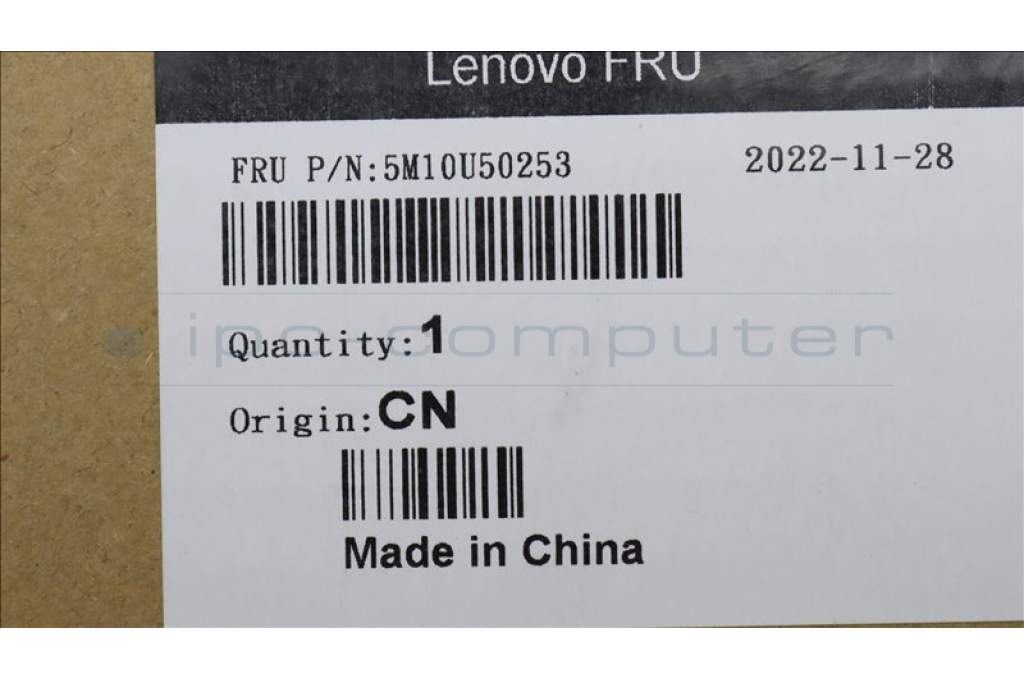 Lenovo FRU
FRU P/N:5M10U50253 2022-11-28
ipc-computer
Quantity:1
Origin:CN
Made in China